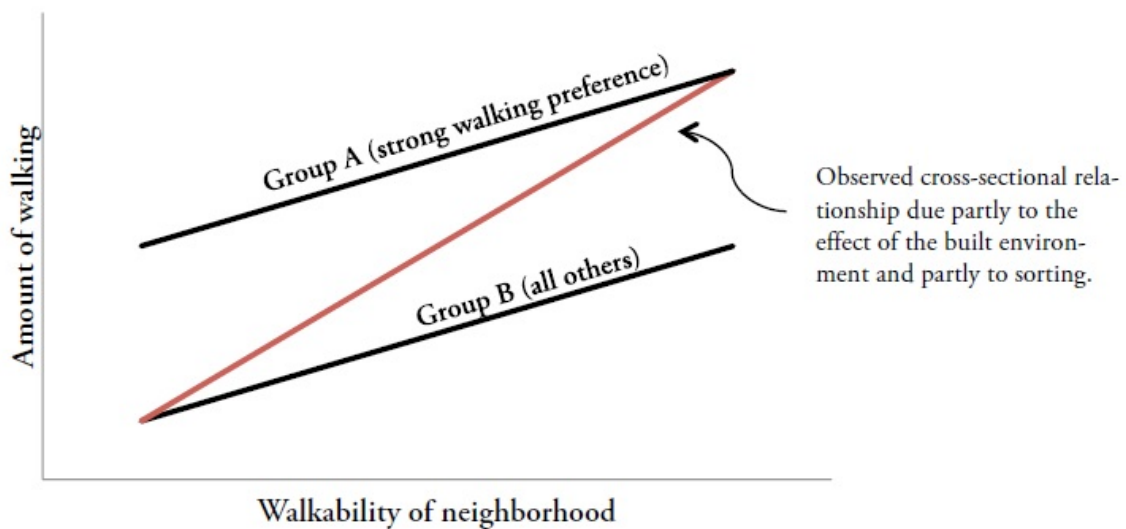 Amount of walking
Group A (strong walking preference)
Group B (all others)
Observed cross-sectional rela-
tionship due partly to the
effect of the built environ-
ment and partly to sorting.
Walkability of neighborhood